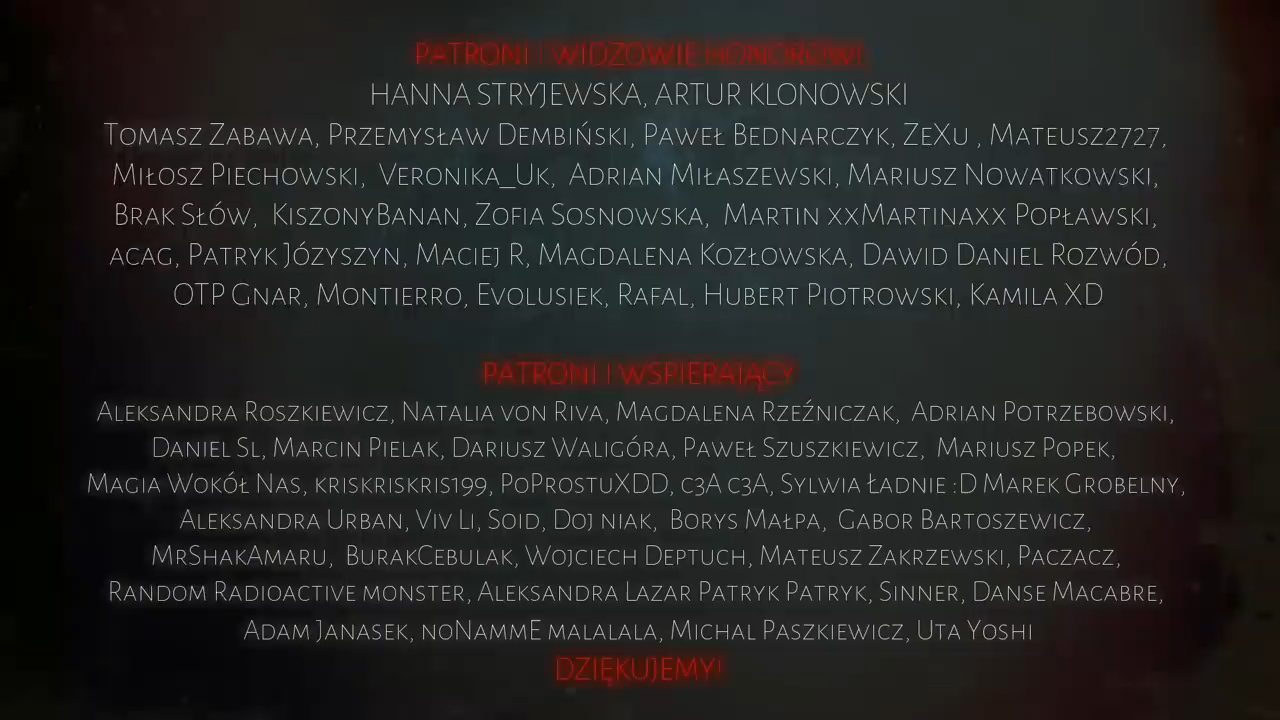 PATRONI I WIDZOWIE HONOROWI
HANNA STRYJEWSKA, ARTUR KLONOWSKI
Tomasz Zabawa, Przemysław Dembiński, Paweł Bednarczyk, ZeXu , Mateusz2727,
Miłosz Piechowski, Veronika_Uk, Adrian Miłaszewski, Mariusz Nowatkowski,
Brak Słów, KiszonyBanan, Zofia Sosnowska, Martin xxMartinaxx Popławski,
acag, Patryk Józyszyn, Maciej R, Magdalena Kozłowska, Dawid Daniel Rozwód,
OTP Gnar, Montierro, Evolusiek, Rafal, Hubert Piotrowski, Kamila XD
PATRONI I WSPIERAJĄCY
Aleksandra Roszkiewicz, Natalia von Riva, Magdalena Rzeźniczak, Adrian Potrzebowski,
Daniel Sl, Marcin Pielak, Dariusz Waligóra, Paweł Szuszkiewicz, Mariusz Popek,
Magia Wokół Nas, kriskriskris199, PoProstuXDD, c3A c3A, Sylwia Ładnie :D Marek Grobelny,
Aleksandra Urban, Viv Li, Soid, Doj niak, Borys Małpa, Gabor Bartoszewicz,
MrShakAmaru, BurakCebulak, Wojciech Deptuch, Mateusz Zakrzewski, Paczacz,
Random Radioactive monster, Aleksandra Lazar Patryk Patryk, Sinner, Danse Macabre,
Adam Janasek, noNammE malalala, Michal Paszkiewicz, Uta Yoshi
DZIĘKUJEMY!